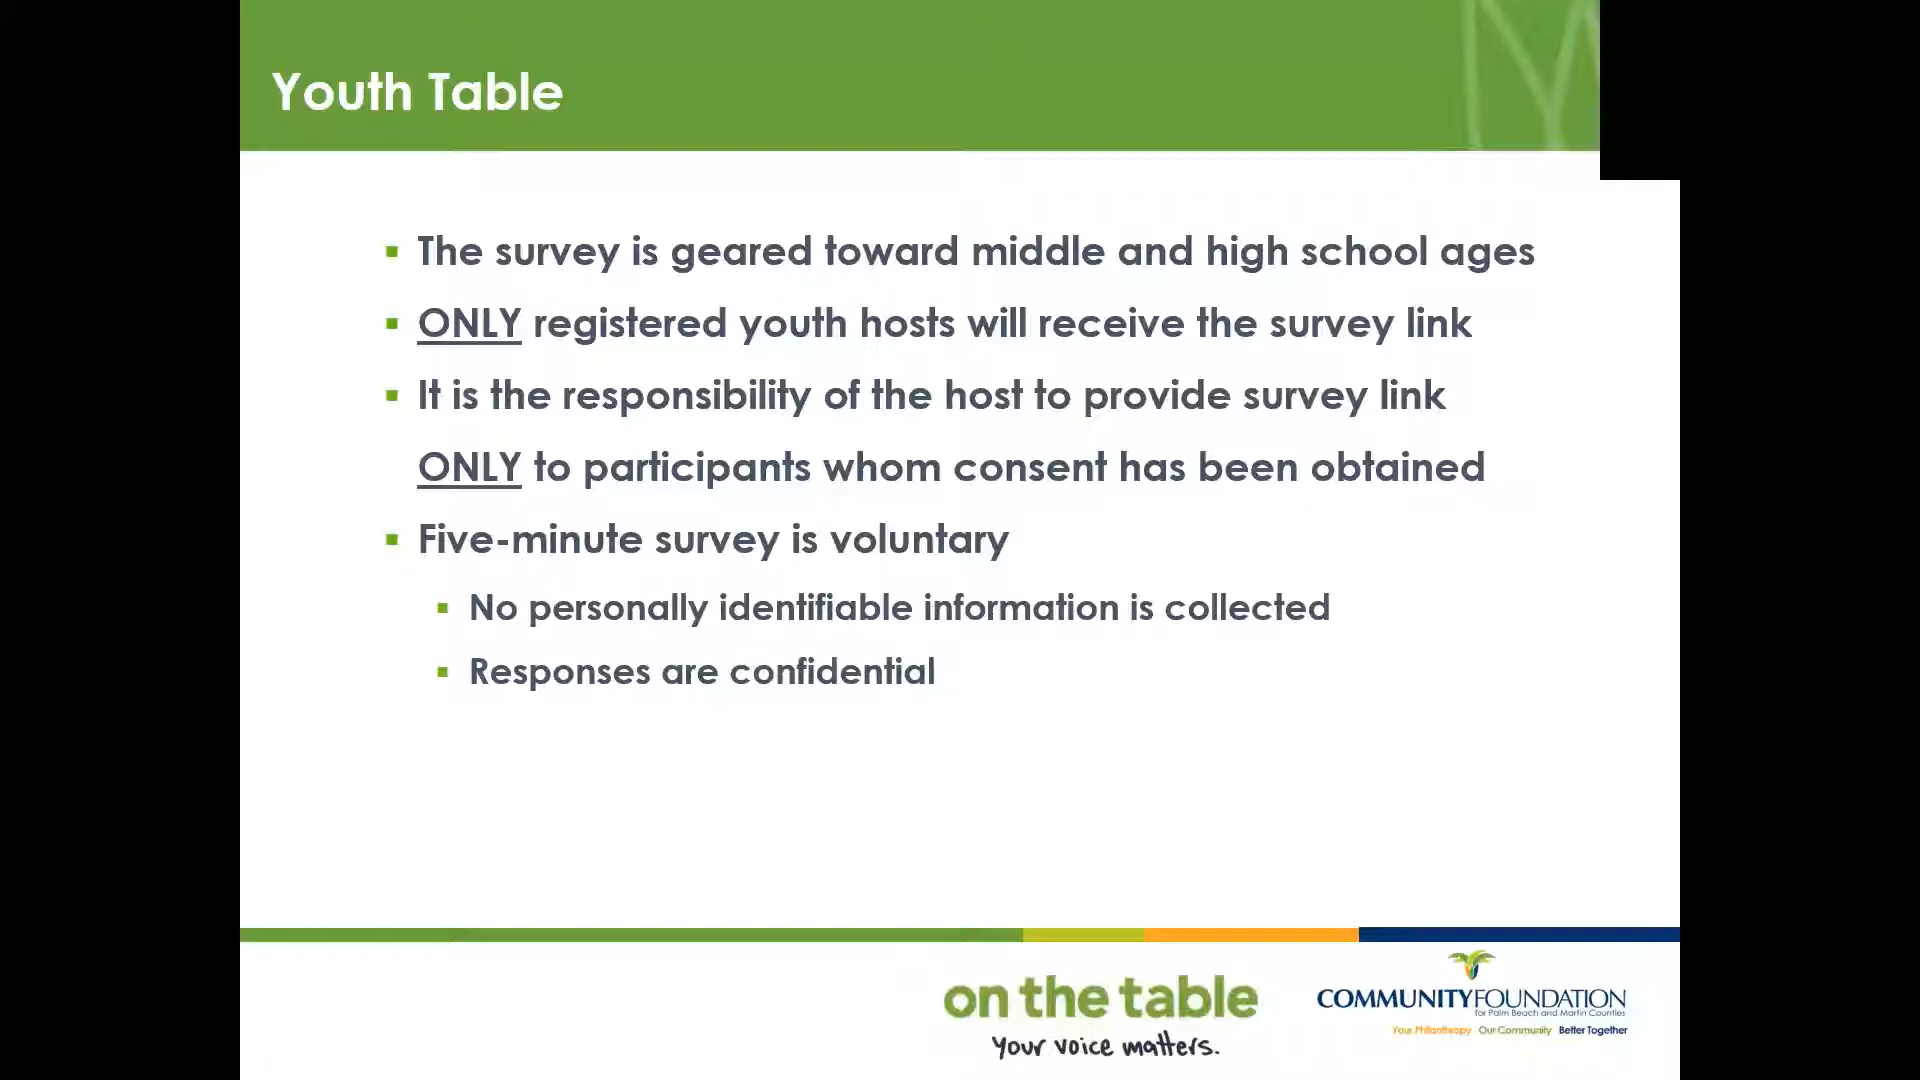 Youth Table
The survey is geared toward middle and high school ages
ONLY registered youth hosts will receive the survey link
It is the responsibility of the host to provide survey link
ONLY to participants whom consent has been obtained
Five-minute survey is voluntary
No personally identifiable information is collected
Responses are confidential
on the table
Your voice matters.
COMMUNITYFOUNDATION
for Palm Beach and Martin Counties
Your Philanthropy Our Community Better Together